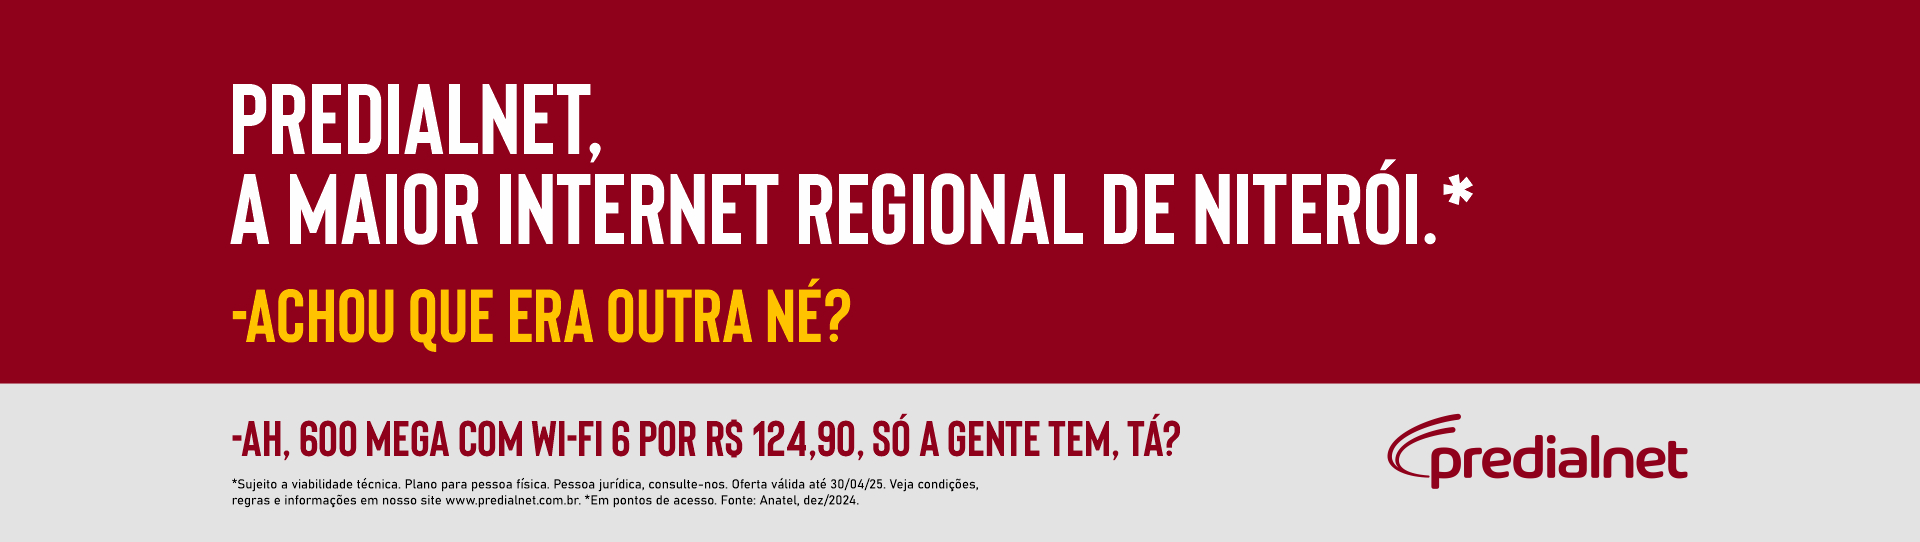 PREDIALNET,
A MAIOR INTERNET REGIONAL DE NITERÓI.*
-ACHOU QUE ERA OUTRA NÉ?
-AH, 600 MEGA COM WI-FI 6 POR R$ 124,90, SÓ A GENTE TEM, TÁ?
predialnet
*Sujeito a viabilidade técnica. Plano para pessoa física. Pessoa jurídica, consulte-nos. Oferta válida até 30/04/25. Veja condições,
regras e informações em nosso site www.predialnet.com.br. *Em pontos de acesso. Fonte: Anatel, dez/2024.